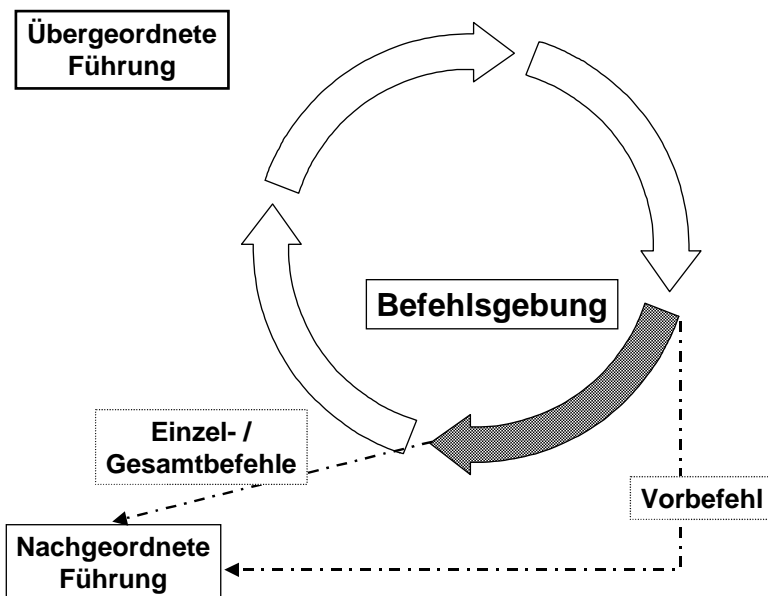 Übergeordnete
Führung
Befehlsgebung
Einzel- /
Gesamtbefehle
Vorbefehl
Nachgeordnete
Führung